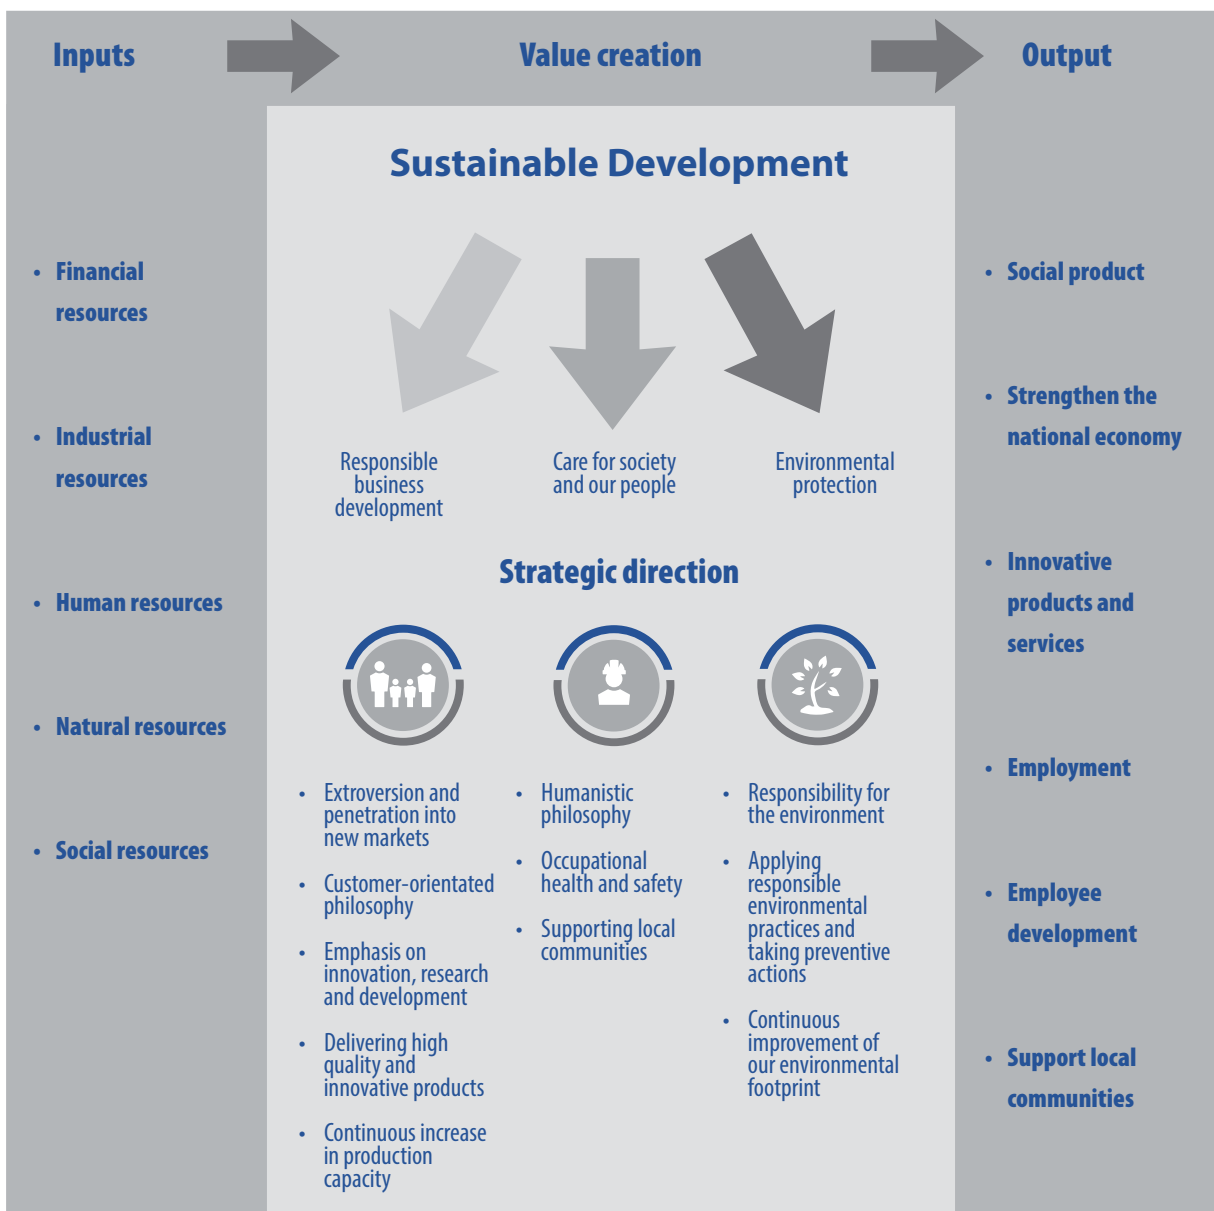 Inputs
Value creation
Output
• Financial
resources
• Industrial
resources
• Human resources
• Natural resources
• Social resources
Sustainable Development
Responsible
business
development
Care for society
and our people
Environmental
protection
Strategic direction
• Extroversion and
penetration into
new markets
• Customer-orientated
philosophy
• Emphasis on
innovation, research
and development
• Delivering high
quality and
innovative products
• Continuous increase
in production
capacity
• Humanistic
philosophy
• Occupational
health and safety
• Supporting local
communities
• Responsibility for
the environment
• Applying
responsible
environmental
practices and
taking preventive
actions
• Continuous
improvement of
our environmental
footprint
• Social product
• Strengthen the
national economy
• Innovative
products and
services
• Employment
• Employee
development
• Support local
communities